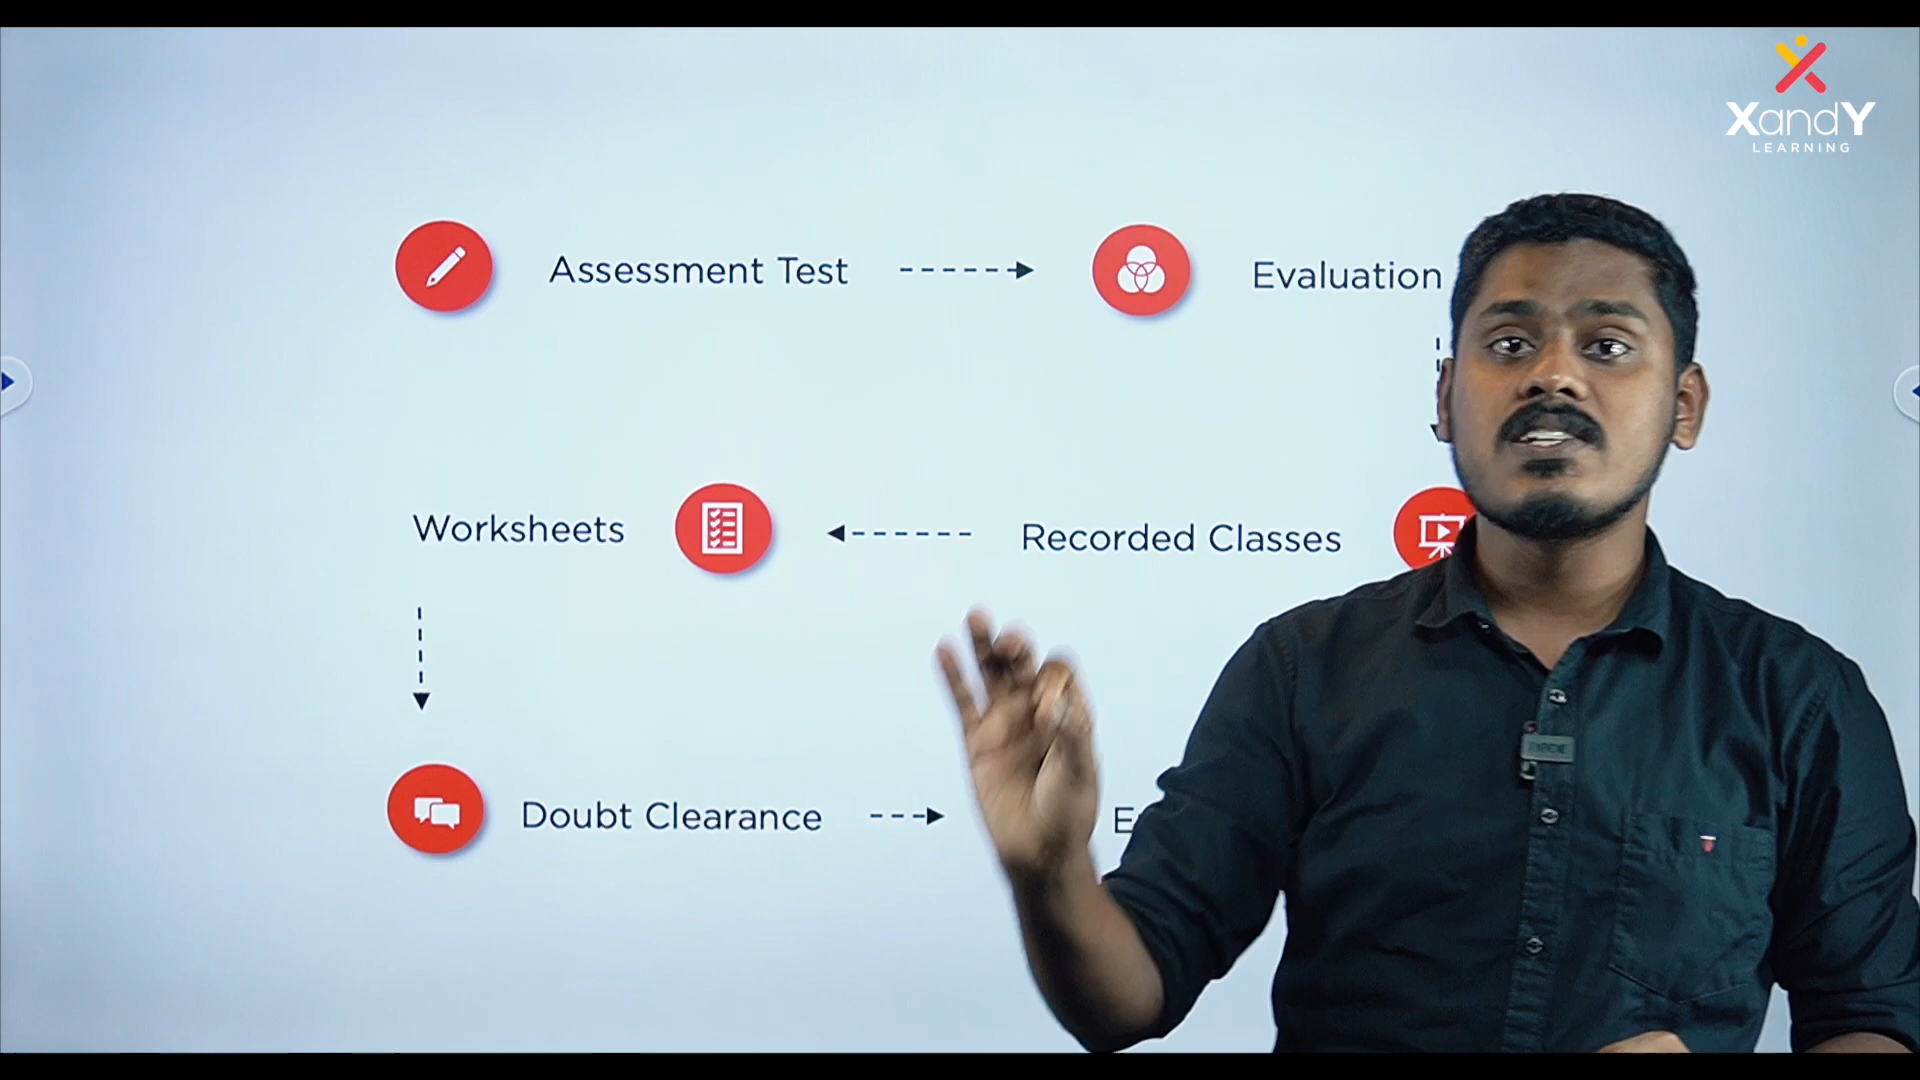 XandY
LEARNING
Assessment Test
Evaluation
Worksheets
Recorded Classes
Doubt Clearance